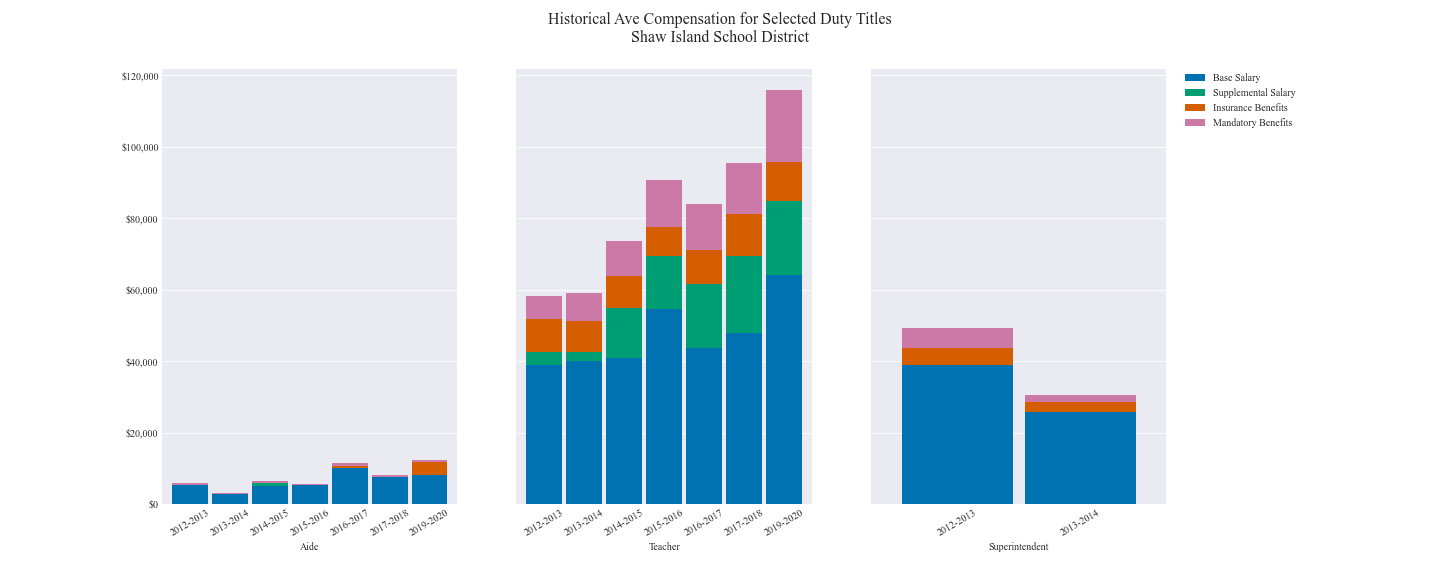 Historical Ave Compensation for Selected Duty Titles
Shaw Island School District
$120,000
$100,000
$80,000
$60,000
$40,000
$20,000
$0
2012-2013
2013-2014
2014-2015
2015-2016
2016-2017
2017-2018
2019-2020
Aide
2012-2013
2013-2014
2014-2015
2015-2016
2016-2017
2017-2018
2019-2020
Teacher
2012-2013
2013-2014
Superintendent
Base Salary
Supplemental Salary
Insurance Benefits
Mandatory Benefits